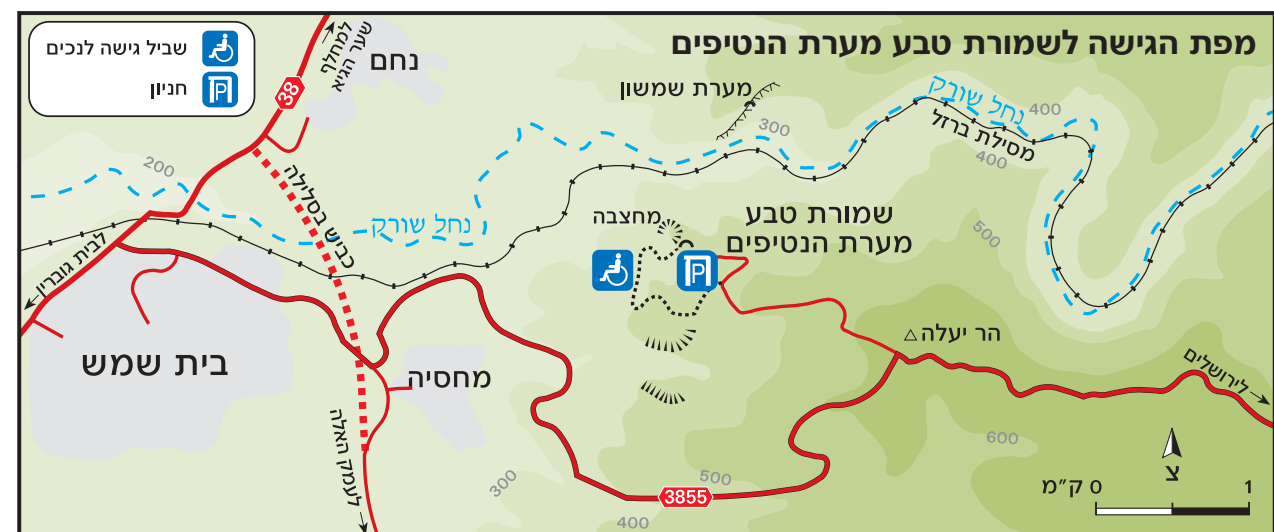 מפת הגישה לשמורת טבע מערת הנטיפים
שביל גישה לנכים
חניון
P
למחלף
שער הגיא
נחם
38
מערת שמשון
נחל שורק
מסילת ברזל
400
400
300
200
500
כביש בסלילה
נחל שורק
מחצבה
שמורת טבע
מערת הנטיפים
P
לבית גוברין
בית שמש
מחסיה
הר יעלה
לירושלים
לעמק האלה
300
400
500
600
3855
צ
0 ק״מ
1